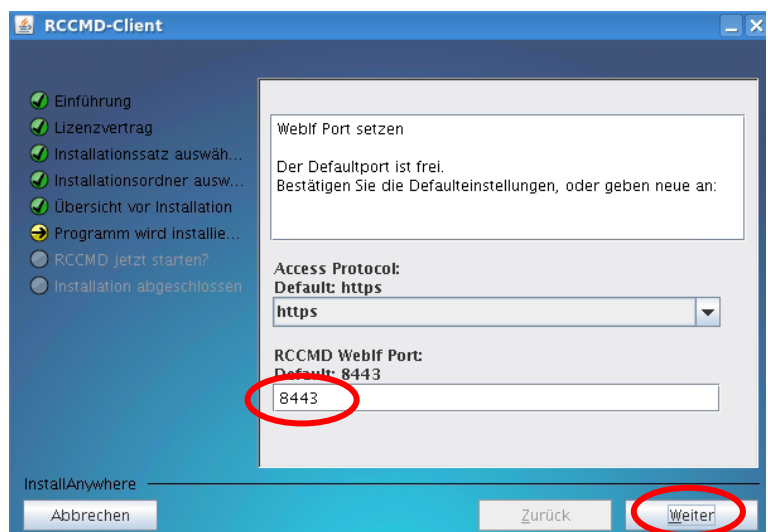 RCCMD-Client
Einführung
Lizenzvertrag
Installationssatz auswäh...
Installationsordner ausw...
Übersicht vor Installation
Programm wird installie...
RCCMD jetzt starten?
Installation abgeschlossen
WebIf Port setzen
Der Defaultport ist frei.
Bestätigen Sie die Defaulteinstellungen, oder geben neue an:
Access Protocol:
Default: https
https
RCCMD WebIf Port:
Default: 8443
8443
InstallAnywhere
Abbrechen
Zurück
Weiter